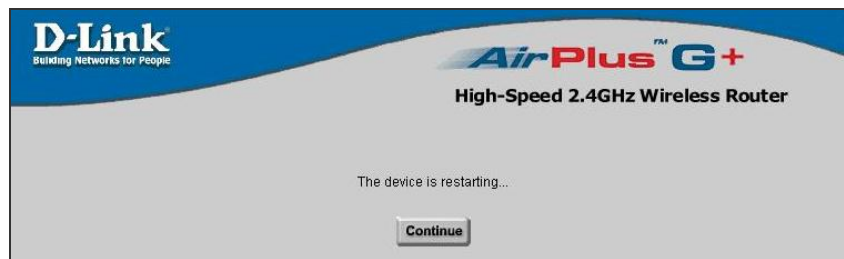 D-Link
Building Networks for People
AirPlus™ G+
High-Speed 2.4GHz Wireless Router
The device is restarting...
Continue